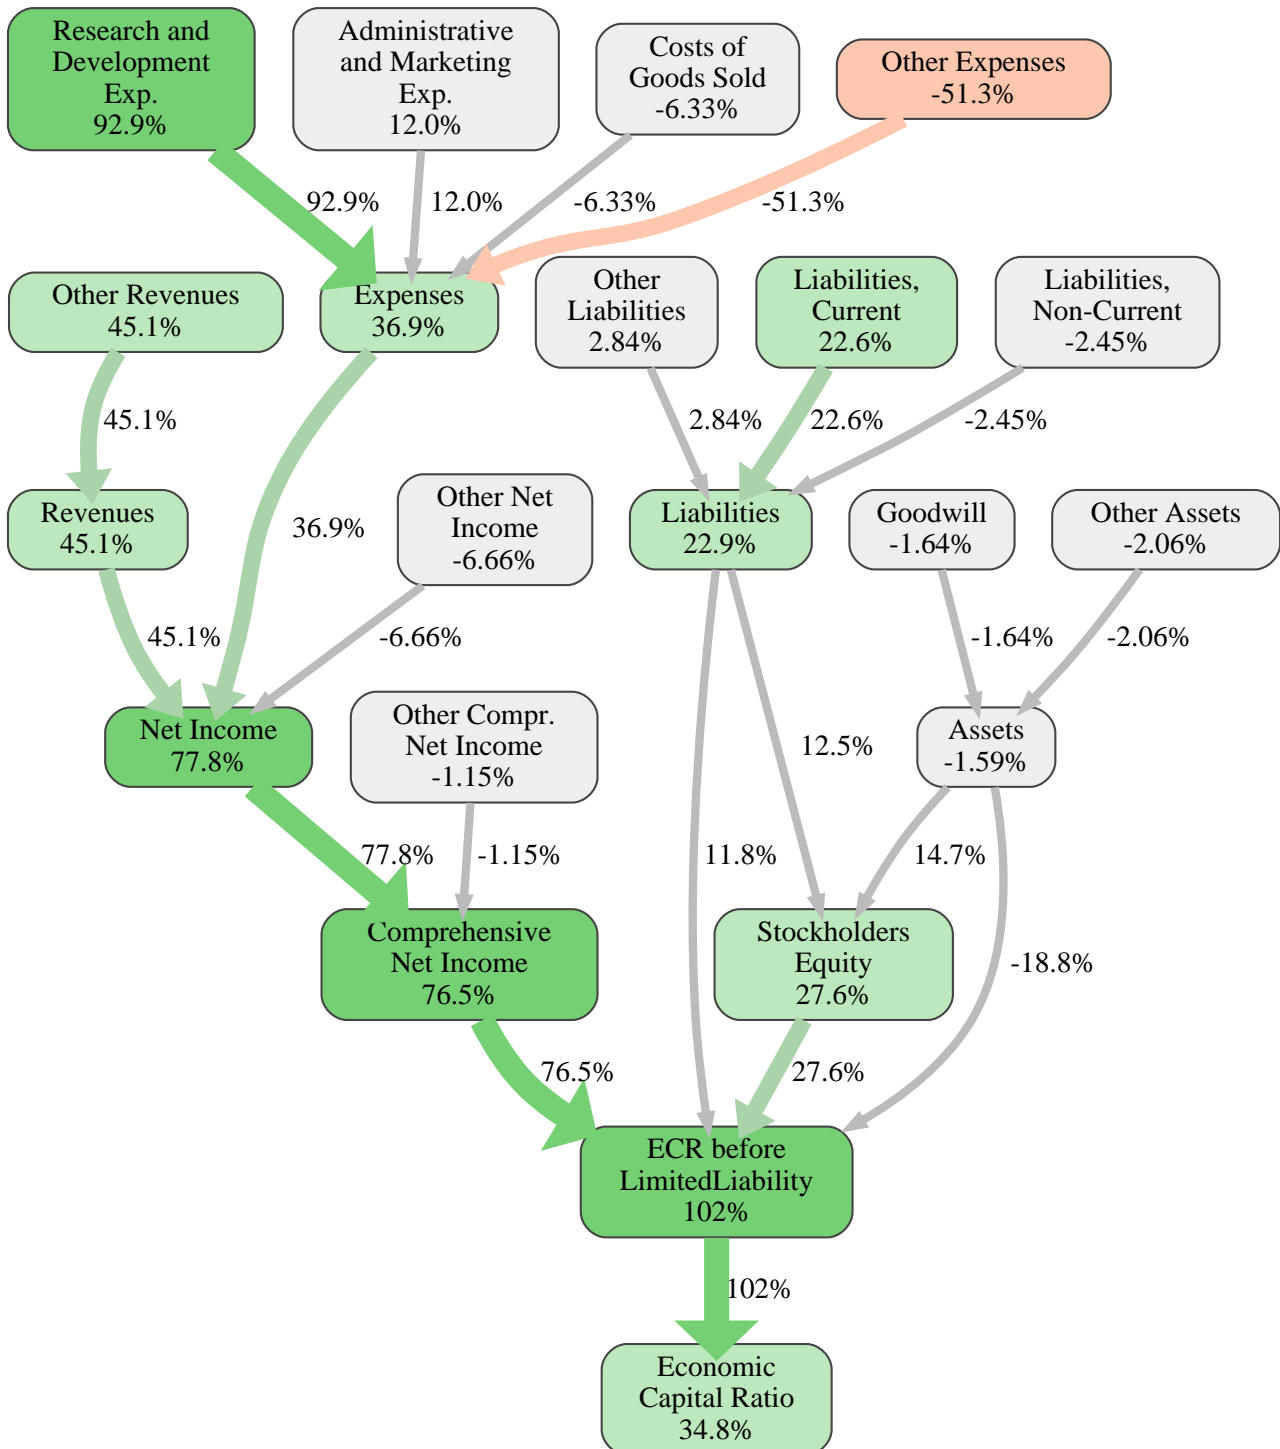 Research and
Development
Exp.
92.9%
Administrative
and Marketing
Exp.
12.0%
Costs of
Goods Sold
-6.33%
Other Expenses
-51.3%
92.9%
12.0%
-6.33%
-51.3%
Other Revenues
45.1%
Expenses
36.9%
Other
Liabilities
2.84%
Liabilities,
Current
22.6%
Liabilities,
Non-Current
-2.45%
45.1%
36.9%
2.84%
22.6%
-2.45%
Revenues
45.1%
Other Net
Income
-6.66%
Liabilities
22.9%
Goodwill
-1.64%
Other Assets
-2.06%
45.1%
-6.66%
-1.64%
-2.06%
Net Income
77.8%
Other Compr.
Net Income
-1.15%
12.5%
Assets
-1.59%
77.8%
-1.15%
11.8%
14.7%
-18.8%
Comprehensive
Net Income
76.5%
Stockholders
Equity
27.6%
76.5%
27.6%
ECR before
LimitedLiability
102%
102%
Economic
Capital Ratio
34.8%